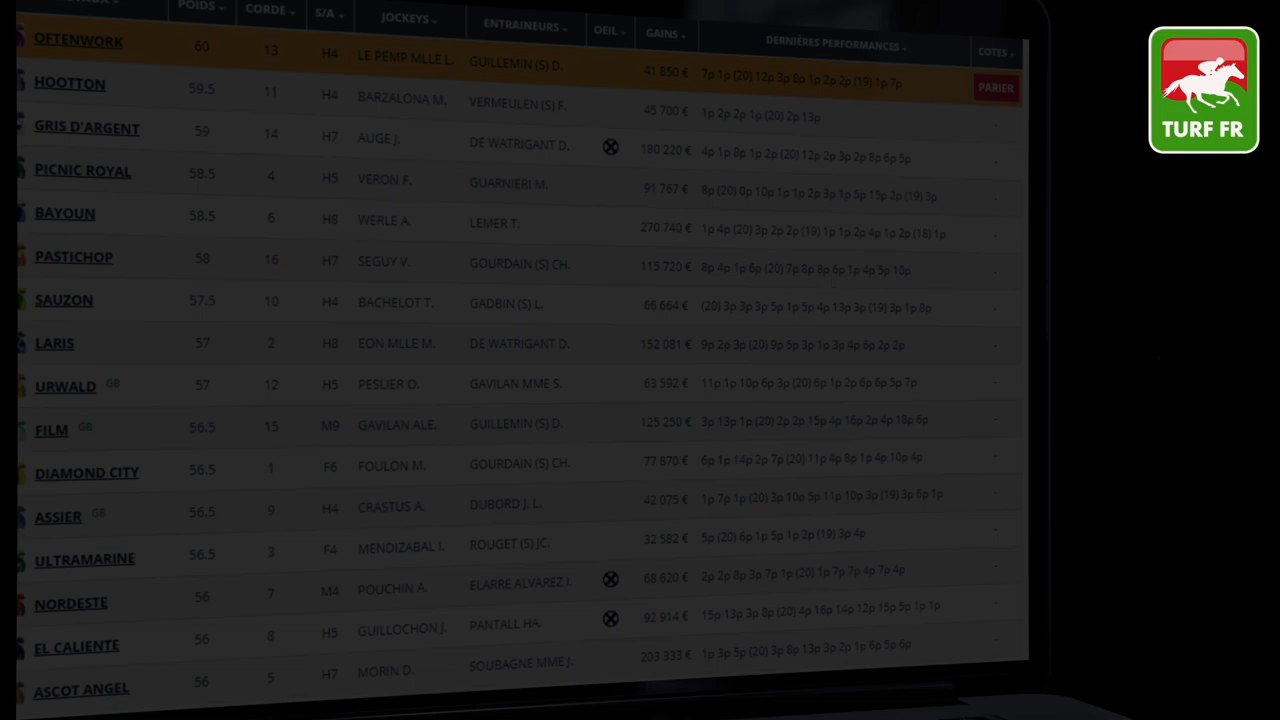 POIDS CORDE S/A JOCKEYS ENTRAINEURS OEIL GAINS DERNIÈRES PERFORMANCES COTES
OFTENWORK 60 13 H4 LE PEMP MLLE L. GUILLEMIN (S) D. 41 850 € 7p 1p (20) 12p 3p 8p 1p 2p 2p (19) 1p 7p PARIER
HOOTTON 59.5 11 H4 BARZALONA M. VERMEULEN (S) F. 45 700 € 1p 2p 2p 1p (20) 2p 13p -
GRIS D'ARGENT 59 14 H7 AUGE J. DE WATRIGANT D. 180 220 € 4p 1p 8p 1p 2p (20) 12p 2p 3p 2p 8p 6p 5p -
PICNIC ROYAL 58.5 4 H5 VERON F. GUARNIERI M. 91 767 € 8p (20) 0p 10p 1p 1p 2p 3p 1p 5p 15p 2p (19) 3p -
BAYOUN 58.5 6 H8 WERLE A. LEMER T. 270 740 € 1p 4p (20) 3p 2p 2p (19) 1p 1p 2p 4p 1p 2p (18) 1p -
PASTICHOP 58 16 H7 SEGUY V. GOURDAIN (S) CH. 115 720 € 8p 4p 1p 6p (20) 7p 8p 8p 6p 1p 4p 5p 10p -
SAUZON 57.5 10 H4 BACHELOT T. GADBIN (S) L. 66 664 € (20) 3p 3p 3p 5p 1p 5p 4p 13p 3p (19) 3p 1p 8p -
LARIS 57 2 H8 EON MLLE M. DE WATRIGANT D. 152 081 € 9p 2p 3p (20) 9p 5p 3p 1p 3p 4p 6p 2p 2p -
URWALD GB 57 12 H5 PESLIER O. GAVILAN MME S. 63 592 € 11p 1p 10p 6p 3p (20) 6p 1p 2p 6p 6p 5p 7p -
FILM GB 56.5 15 M9 GAVILAN ALE. GUILLEMIN (S) D. 125 250 € 3p 13p 1p (20) 2p 2p 15p 4p 16p 2p 4p 18p 6p -
DIAMOND CITY 56.5 1 F6 FOULON M. GOURDAIN (S) CH. 77 870 € 6p 1p 14p 2p 7p (20) 11p 4p 8p 1p 4p 10p 4p -
ASSIER GB 56.5 9 H4 CRASTUS A. DUBORD J. L. 42 075 € 1p 7p 1p (20) 3p 10p 5p 11p 10p 3p (19) 3p 6p 1p -
ULTRAMARINE 56.5 3 F4 MENDIZABAL I. ROUGET (S) JC. 32 582 € 5p (20) 6p 1p 5p 1p 2p (19) 3p 4p -
NORDESTE 56 7 M4 POUCHIN A. ELARRE ALVAREZ I. 68 620 € 2p 2p 8p 3p 7p 1p (20) 1p 7p 7p 4p 7p 4p -
EL CALIENTE 56 8 H5 GUILLOCHON J. PANTALL HA. 92 914 € 15p 13p 3p 8p (20) 4p 16p 14p 12p 15p 5p 1p 1p -
ASCOT ANGEL 56 5 H7 MORIN D. SOUBAGNE MME J. 203 333 € 1p 3p 5p (20) 3p 8p 13p 3p 2p 1p 6p 5p 6p -
TURF FR